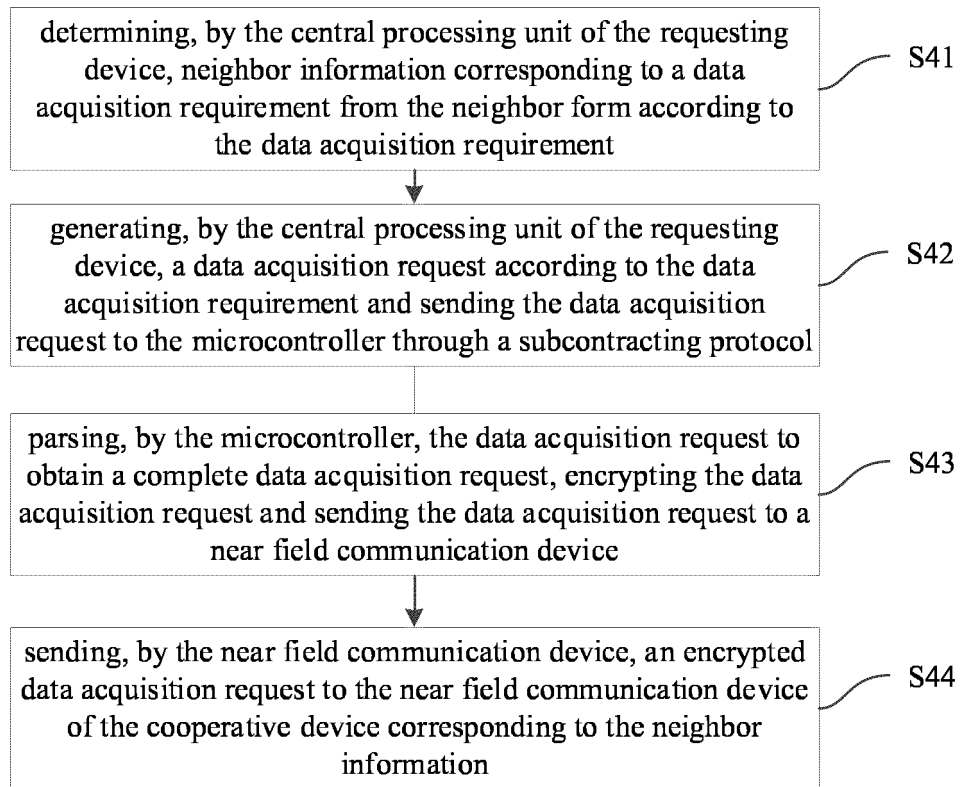 determining, by the central processing unit of the requesting
device, neighbor information corresponding to a data
acquisition requirement from the neighbor form according to
the data acquisition requirement
S41
generating, by the central processing unit of the requesting
device, a data acquisition request according to the data
acquisition requirement and sending the data acquisition
request to the microcontroller through a subcontracting protocol
S42
parsing, by the microcontroller, the data acquisition request to
obtain a complete data acquisition request, encrypting the data
acquisition request and sending the data acquisition request to a
near field communication device
S43
sending, by the near field communication device, an encrypted
data acquisition request to the near field communication device
of the cooperative device corresponding to the neighbor
information
S44